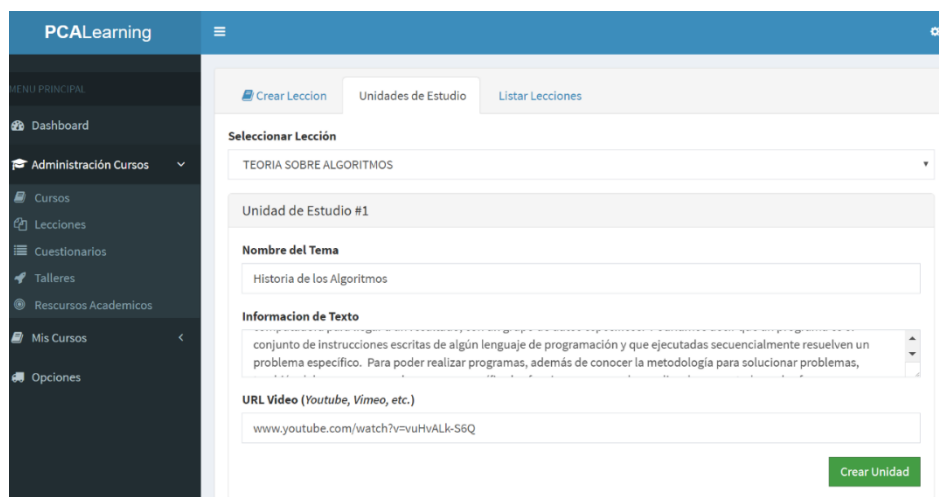 PCALearning
MENU PRINCIPAL
Dashboard
Administración Cursos
Cursos
Lecciones
Cuestionarios
Talleres
Rescursos Academicos
Mis Cursos
Opciones
Crear Leccion
Unidades de Estudio
Listar Lecciones
Seleccionar Lección
TEORIA SOBRE ALGORITMOS
Unidad de Estudio #1
Nombre del Tema
Historia de los Algoritmos
Informacion de Texto
conjunto de instrucciones escritas de algún lenguaje de programación y que ejecutadas secuencialmente resuelven un
problema específico. Para poder realizar programas, además de conocer la metodología para solucionar problemas,
URL Video (Youtube, Vimeo, etc.)
www.youtube.com/watch?v=vuHvALk-S6Q
Crear Unidad